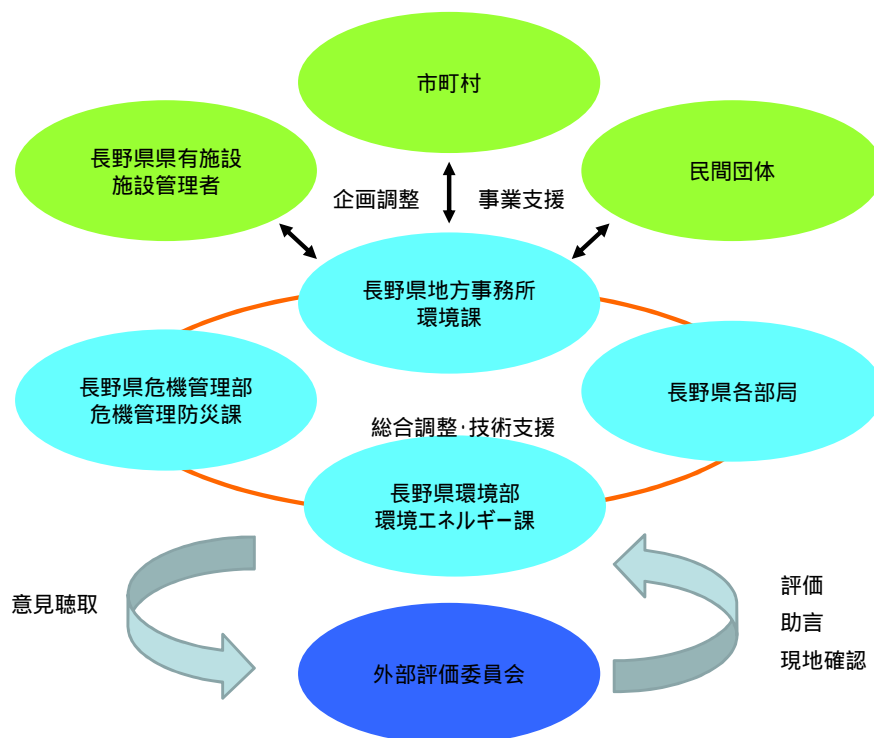 市町村
長野県県有施設
施設管理者
民間団体
企画調整
事業支援
長野県地方事務所
環境課
長野県危機管理部
危機管理防災課
長野県各部局
総合調整・技術支援
長野県環境部
環境エネルギー課
意見聴取
評価
助言
現地確認
外部評価委員会